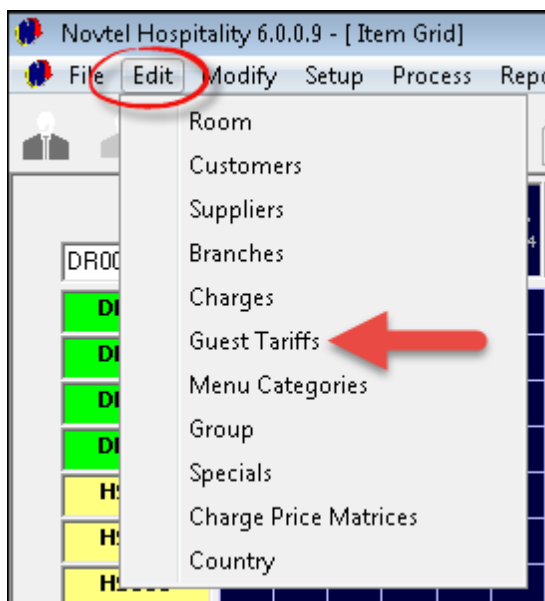 Novtel Hospitality 6.0.0.9 - [ Item Grid]
File Edit Modify Setup Process
Room
Customers
Suppliers
Branches
Charges
Guest Tariffs
Menu Categories
Group
Specials
Charge Price Matrices
Country